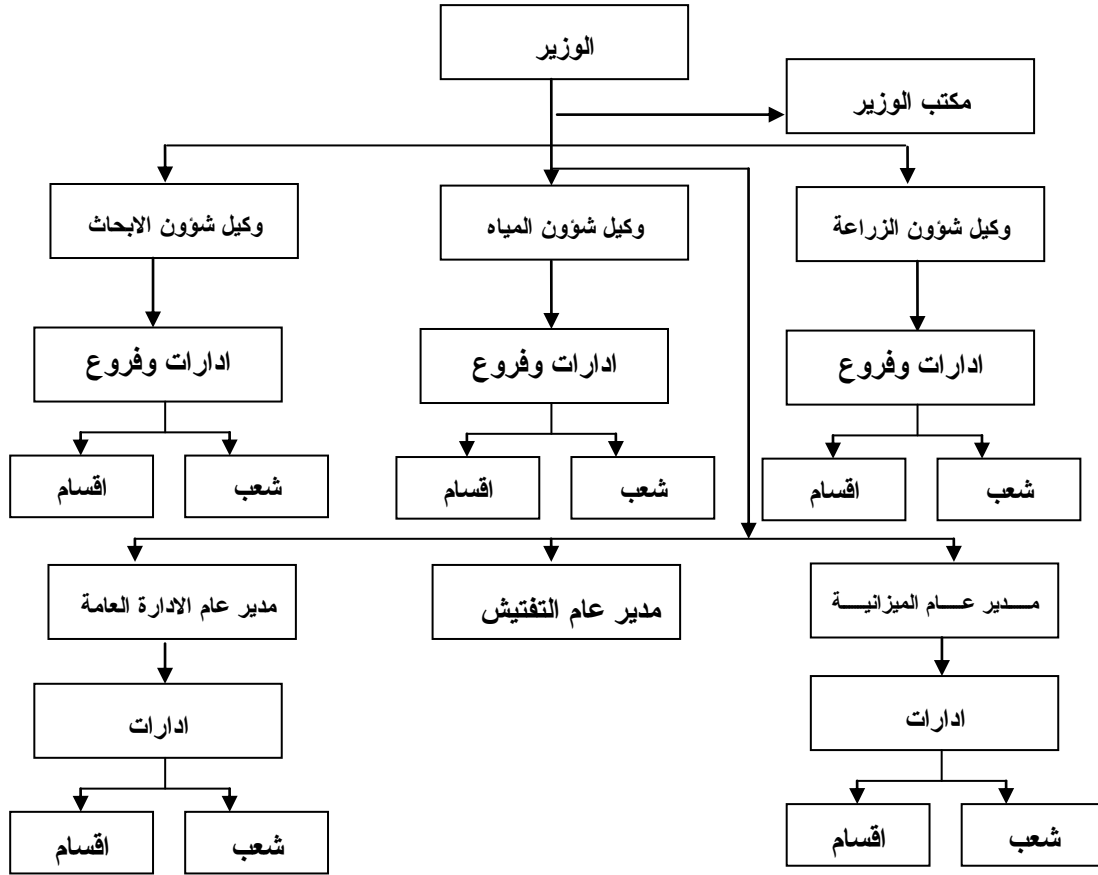 الوزير
مكتب الوزير
وكيل شؤون الزراعة
وكيل شؤون المياه
وكيل شؤون الابحاث
ادارات وفروع
ادارات وفروع
ادارات وفروع
شعب
اقسام
شعب
اقسام
شعب
اقسام
مـــدير عـــام الميزانيـــة
مدير عام التفتيش
مدير عام الادارة العامة
ادارات
ادارات
شعب
اقسام
شعب
اقسام